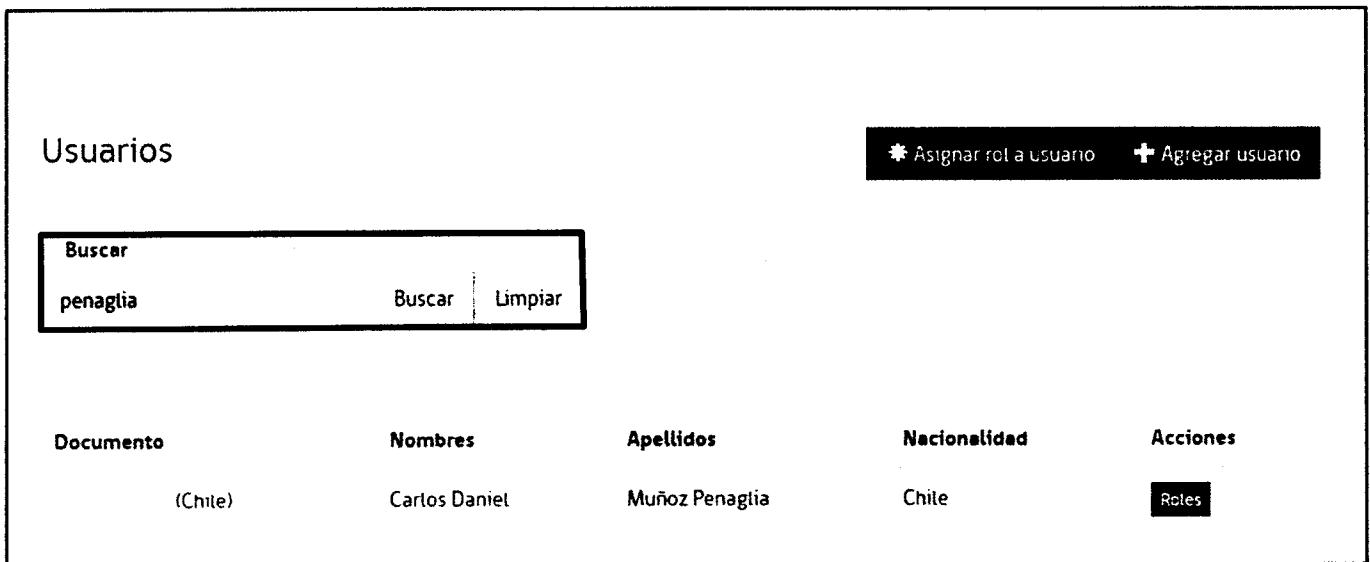 Usuarios
✱ Asignar rol a usuario ✚ Agregar usuario
Buscar
penaglia Buscar Limpiar
Documento Nombres Apellidos Nacionalidad Acciones
(Chile) Carlos Daniel Muñoz Penaglia Chile Roles